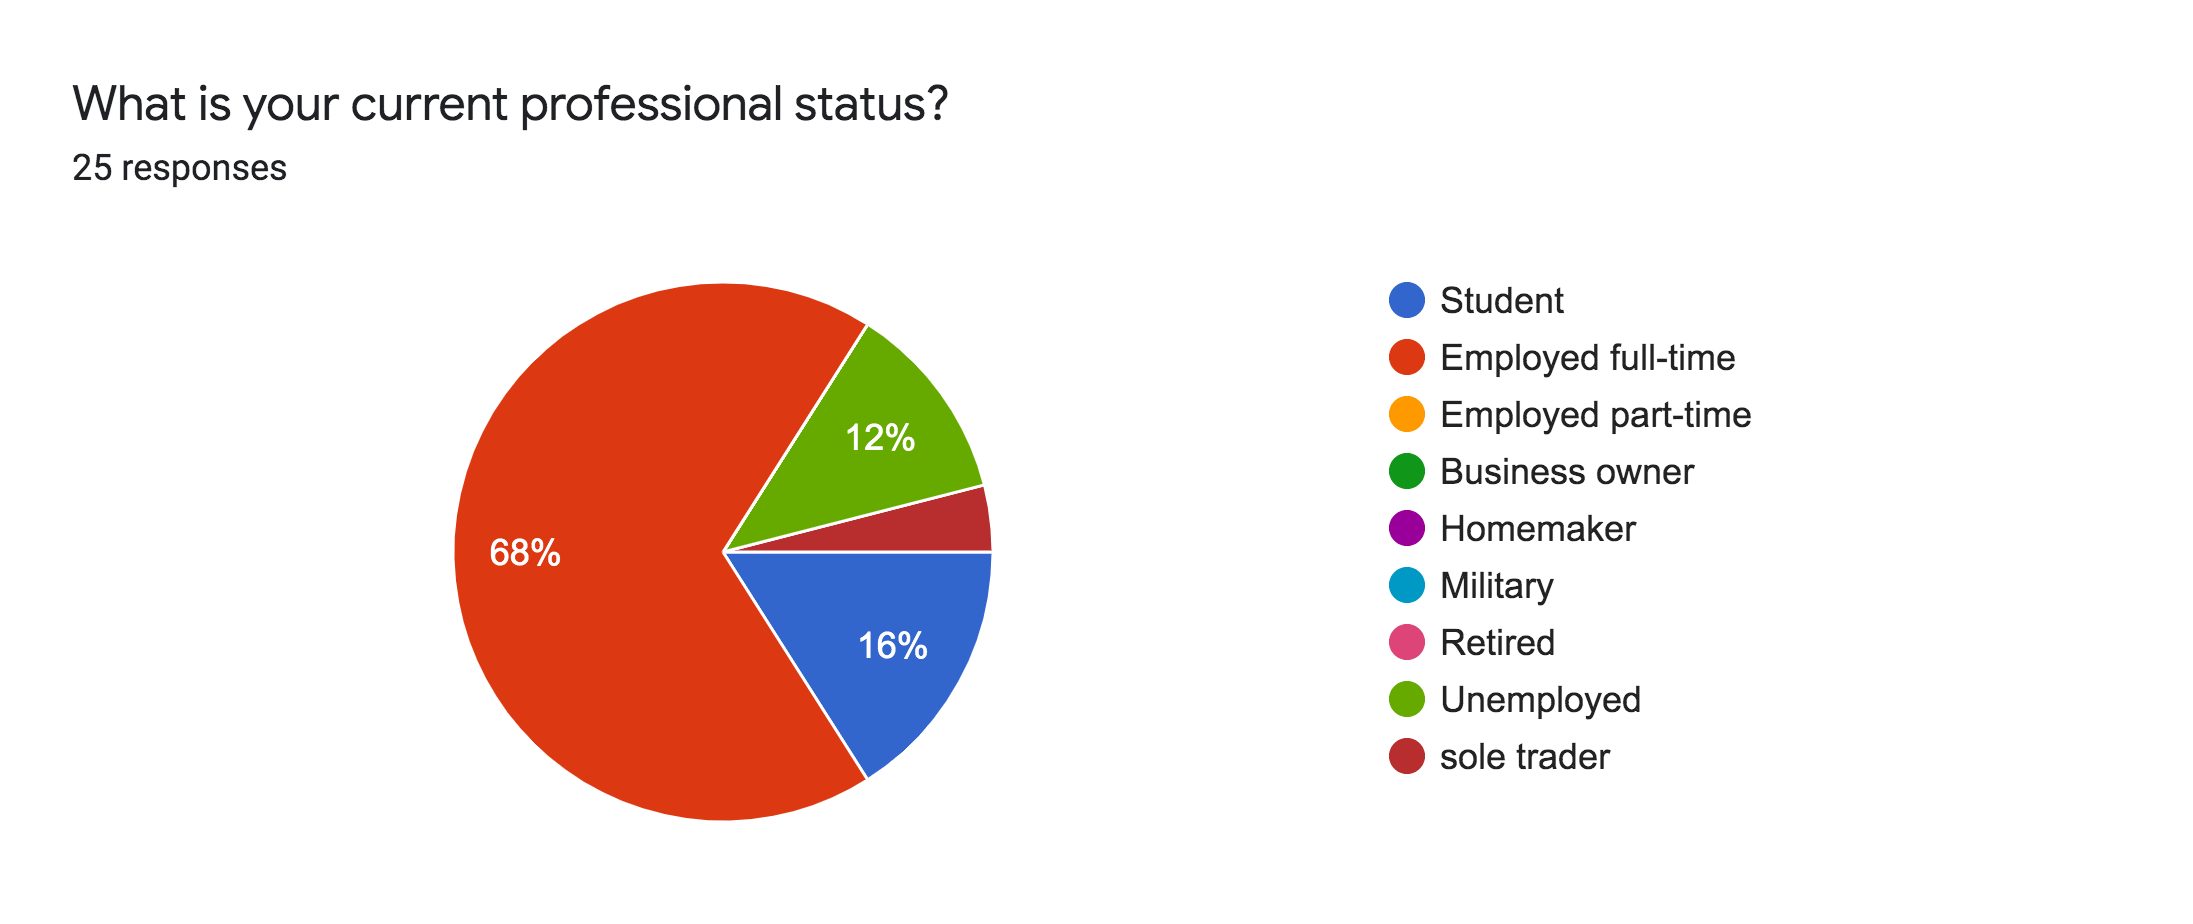 What is your current professional status?
25 responses
68%
12%
16%
Student
Employed full-time
Employed part-time
Business owner
Homemaker
Military
Retired
Unemployed
sole trader